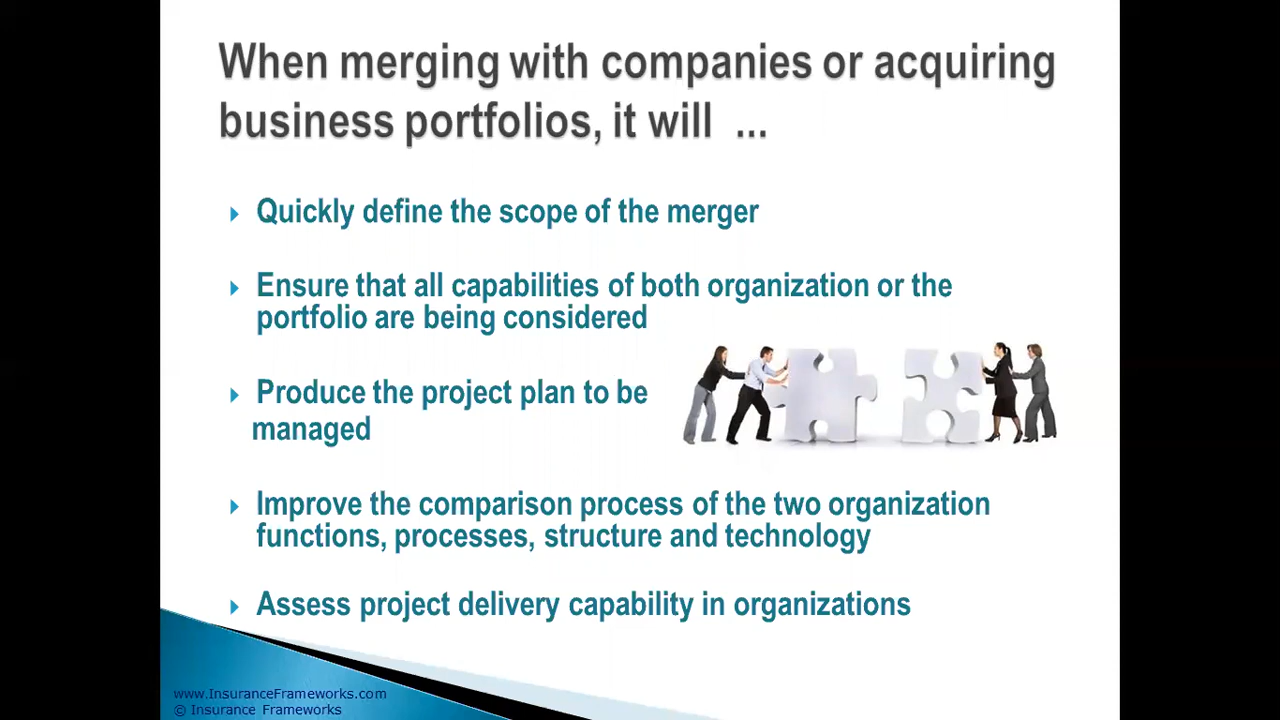 When merging with companies or acquiring
business portfolios, it will ...
Quickly define the scope of the merger
Ensure that all capabilities of both organization or the
portfolio are being considered
Produce the project plan to be
managed
Improve the comparison process of the two organization
functions, processes, structure and technology
Assess project delivery capability in organizations
www.InsuranceFrameworks.com
© Insurance Frameworks